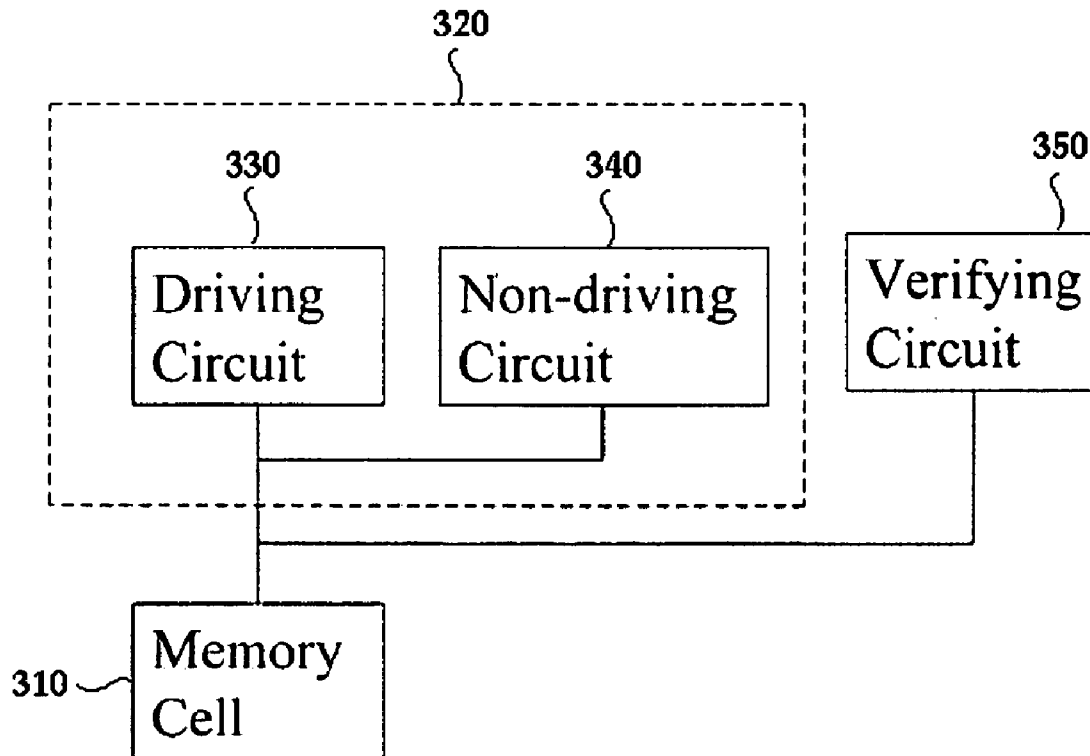 320
330
340
350
Driving
Circuit
Non-driving
Circuit
Verifying
Circuit
310
Memory
Cell